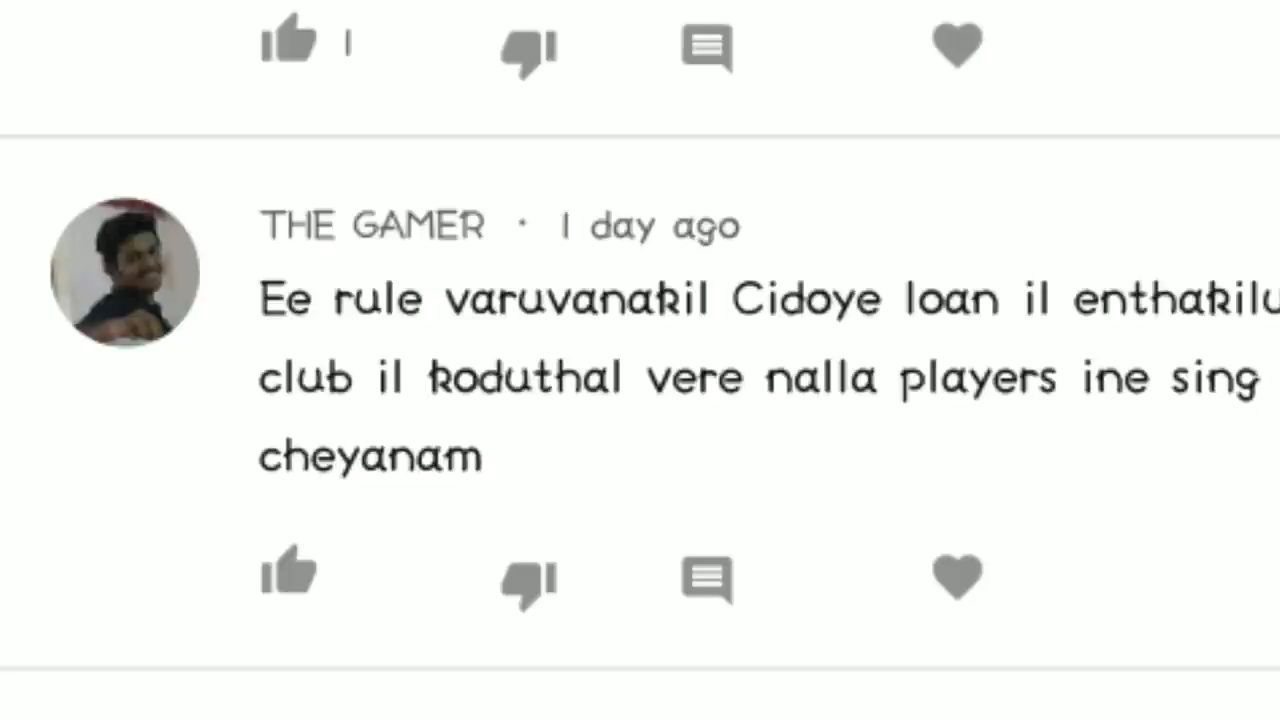 1
THE GAMER · 1 day ago
Ee rule varuvanakil Cidoye loan il enthakilu
club il koduthal vere nalla players ine sing
cheyanam